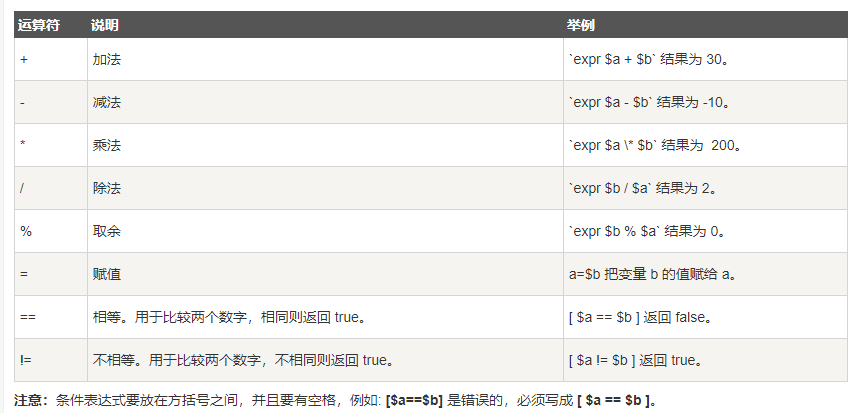 运算符 说明 举例
+ 加法 `expr $a + $b` 结果为 30。
- 减法 `expr $a - $b` 结果为 -10。
* 乘法 `expr $a \* $b` 结果为  200。
/ 除法 `expr $b / $a` 结果为 2。
% 取余 `expr $b % $a` 结果为 0。
= 赋值 a=$b 把变量 b 的值赋给 a。
== 相等。用于比较两个数字，相同则返回 true。 [ $a == $b ] 返回 false。
!= 不相等。用于比较两个数字，不相同则返回 true。 [ $a != $b ] 返回 true。
注意：条件表达式要放在方括号之间，并且要有空格，例如: [$a==$b] 是错误的，必须写成 [ $a == $b ]。